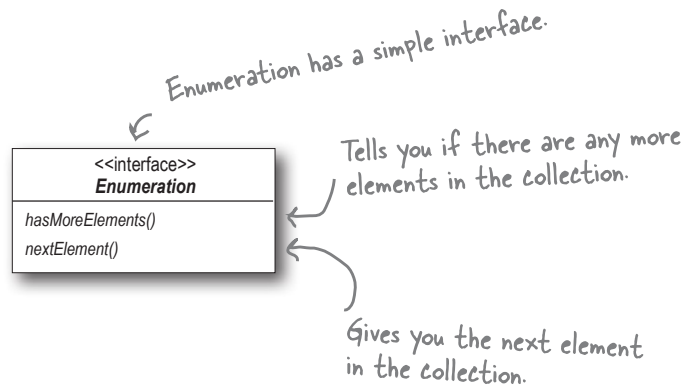 Enumeration has a simple interface.
<<interface>>
Enumeration
hasMoreElements()
nextElement()
Tells you if there are any more
elements in the collection.
Gives you the next element
in the collection.